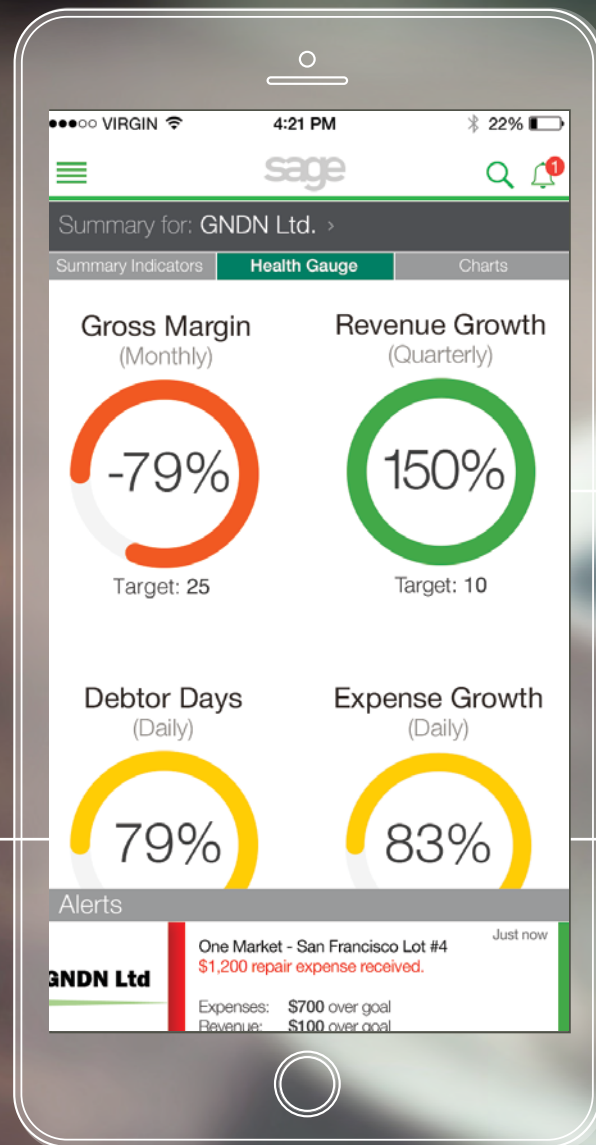 VIRGIN 4:21 PM 22%
sage
1
Summary for: GNDN Ltd. >
Summary Indicators Health Gauge Charts
Gross Margin
(Monthly)
-79%
Target: 25
Revenue Growth
(Quarterly)
150%
Target: 10
Debtor Days
(Daily)
79%
Expense Growth
(Daily)
83%
Alerts
GNDN Ltd
Just now
One Market - San Francisco Lot #4
$1,200 repair expense received.
Expenses: $700 over goal
Revenue: $100 over goal